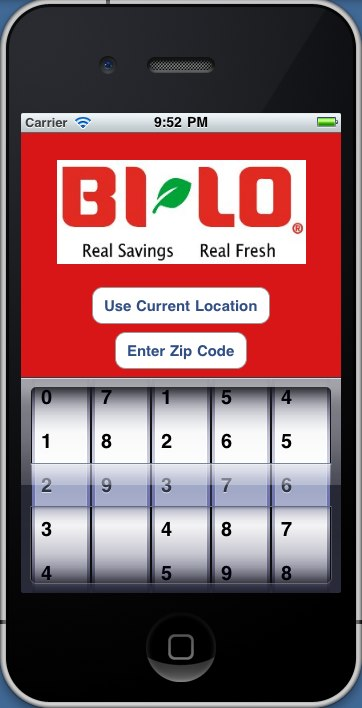 Carrier 9:52 PM
BI-LO®
Real Savings Real Fresh
Use Current Location
Enter Zip Code
0 7 1 5 4
1 8 2 6 5
2 9 3 7 6
3 4 8 7
4 5 9 8